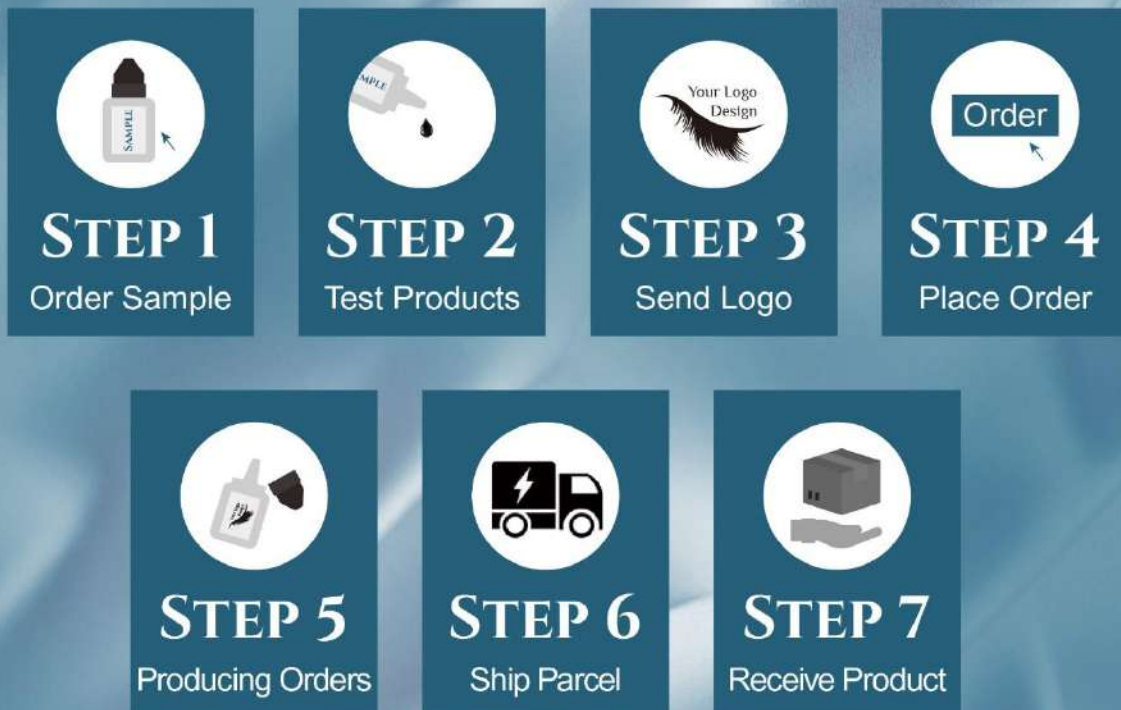 SAMPLE
MPLE
Your Logo
Design
Order
STEP 1
STEP 2
STEP 3
STEP 4
Order Sample
Test Products
Send Logo
Place Order
STEP 5
STEP 6
STEP 7
Producing Orders
Ship Parcel
Receive Product